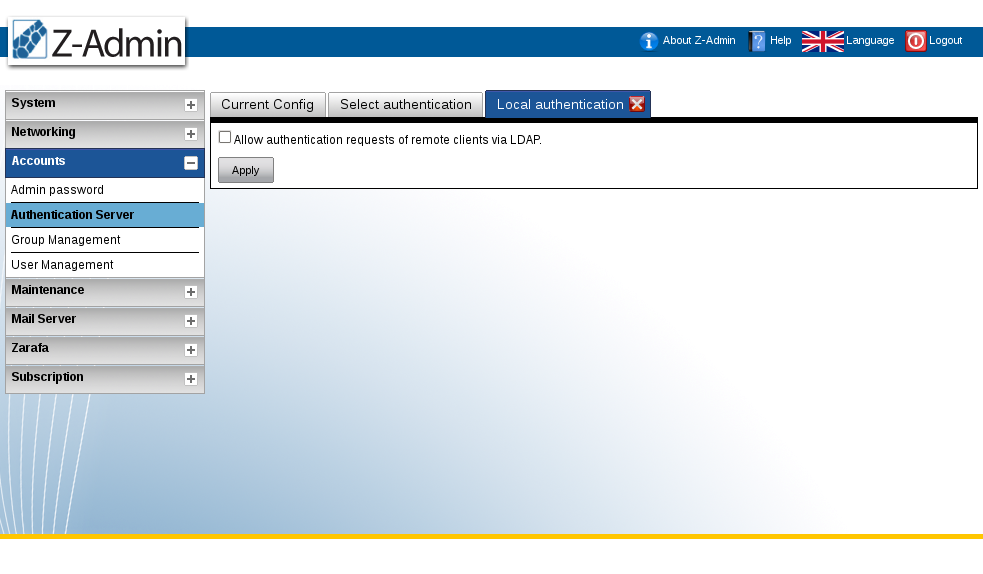 Z-Admin
About Z-Admin Help Language Logout
System
Networking
Accounts
Admin password
Authentication Server
Group Management
User Management
Maintenance
Mail Server
Zarafa
Subscription
Current Config Select authentication Local authentication
Allow authentication requests of remote clients via LDAP.
Apply